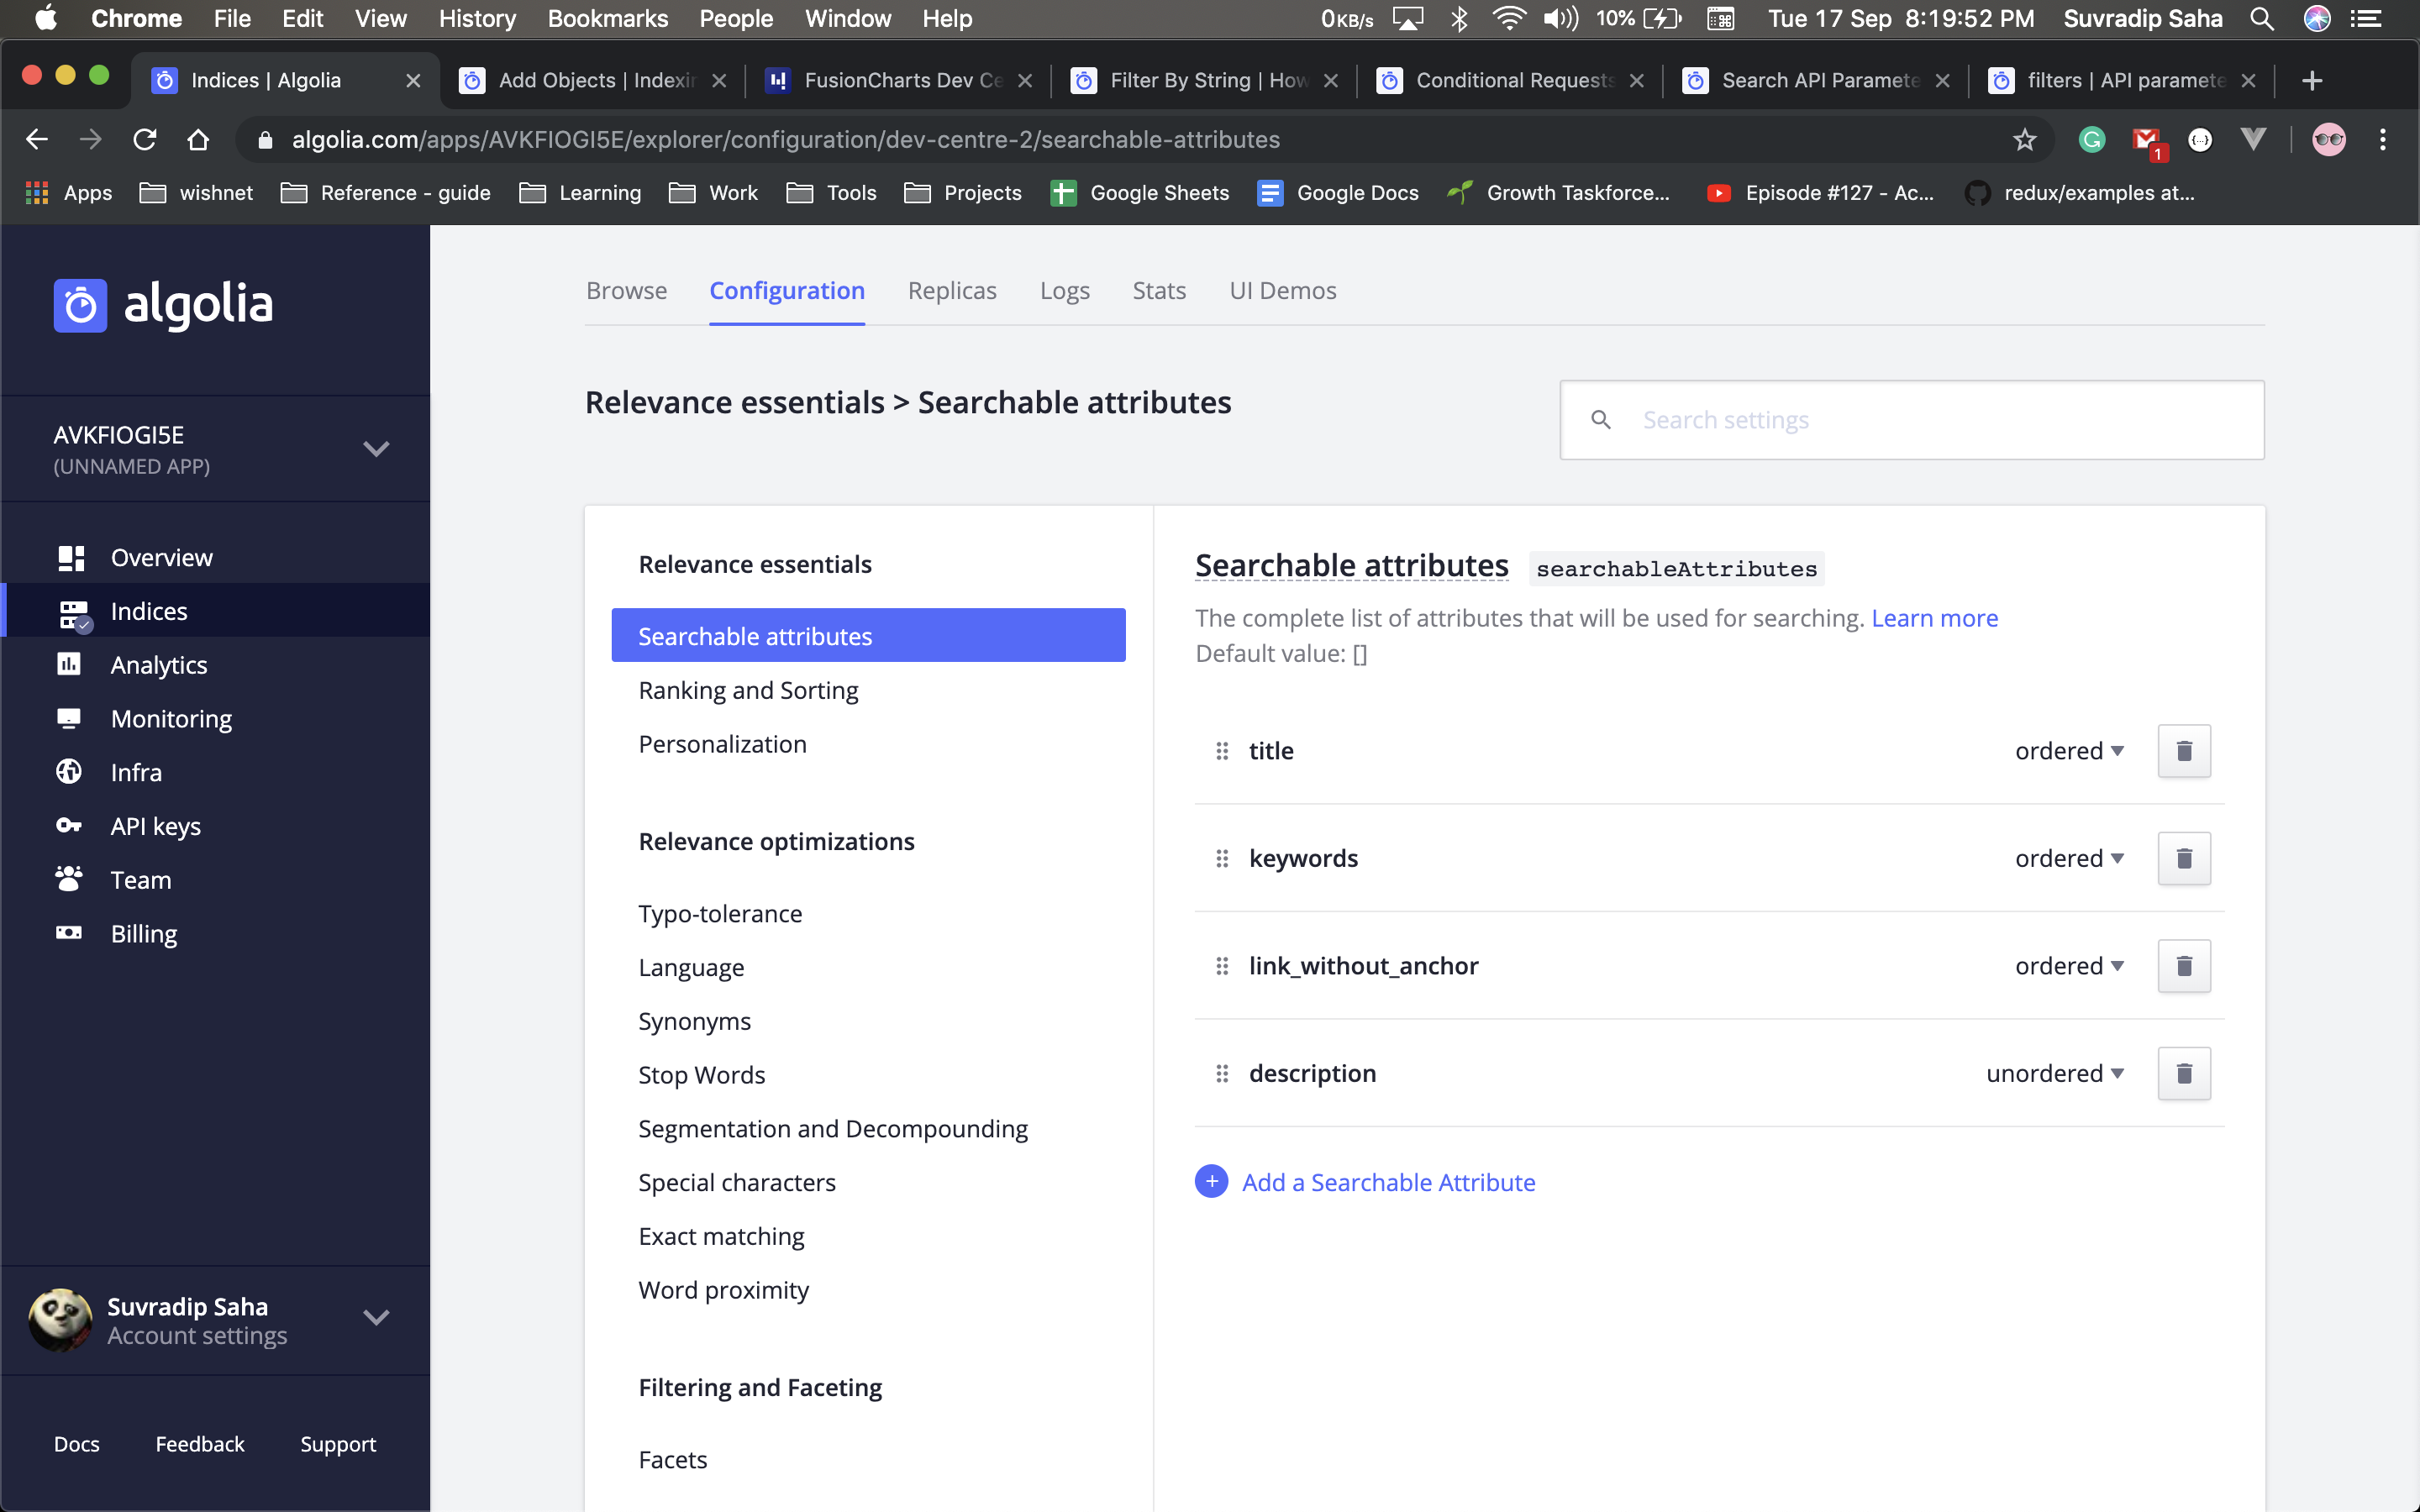 Chrome File Edit View History Bookmarks People Window Help 0KB/s 10% Tue 17 Sep 8:19:52 PM Suvradip Saha
Indices | Algolia Add Objects | Indexin FusionCharts Dev Ce Filter By String | How Conditional Requests Search API Paramete filters | API paramete
algolia.com/apps/AVKFIOGI5E/explorer/configuration/dev-centre-2/searchable-attributes 1
Apps wishnet Reference - guide Learning Work Tools Projects Google Sheets Google Docs Growth Taskforce... Episode #127 - Ac... redux/examples at...
algolia
AVKFIOGI5E
(UNNAMED APP)
Overview
Indices
Analytics
Monitoring
Infra
API keys
Team
Billing
Suvradip Saha
Account settings
Docs Feedback Support
Browse Configuration Replicas Logs Stats UI Demos
Relevance essentials > Searchable attributes
Search settings
Relevance essentials
Searchable attributes
Ranking and Sorting
Personalization
Relevance optimizations
Typo-tolerance
Language
Synonyms
Stop Words
Segmentation and Decompounding
Special characters
Exact matching
Word proximity
Filtering and Faceting
Facets
Searchable attributes searchableAttributes
The complete list of attributes that will be used for searching. Learn more
Default value: []
title ordered
keywords ordered
link_without_anchor ordered
description unordered
Add a Searchable Attribute